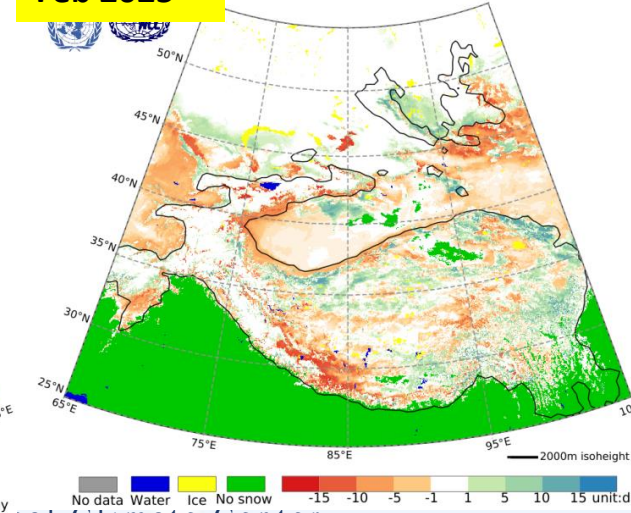 50°N
45°N
40°N
35°N
30°N
25°N
65°E
75°E
85°E
95°E
2000m isoheight
No data Water Ice No snow
-15 -10 -5 -1 1 5 10 15 unit:d